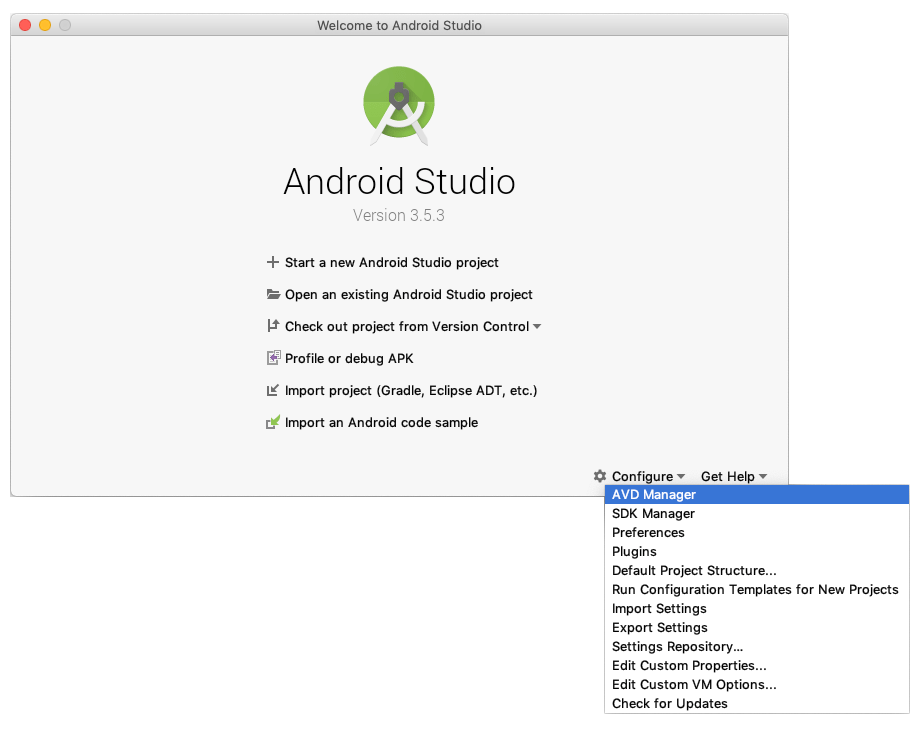 Welcome to Android Studio
Android Studio
Version 3.5.3
Start a new Android Studio project
Open an existing Android Studio project
Check out project from Version Control
Profile or debug APK
Import project (Gradle, Eclipse ADT, etc.)
Import an Android code sample
Configure Get Help
AVD Manager
SDK Manager
Preferences
Plugins
Default Project Structure...
Run Configuration Templates for New Projects
Import Settings
Export Settings
Settings Repository...
Edit Custom Properties...
Edit Custom VM Options...
Check for Updates